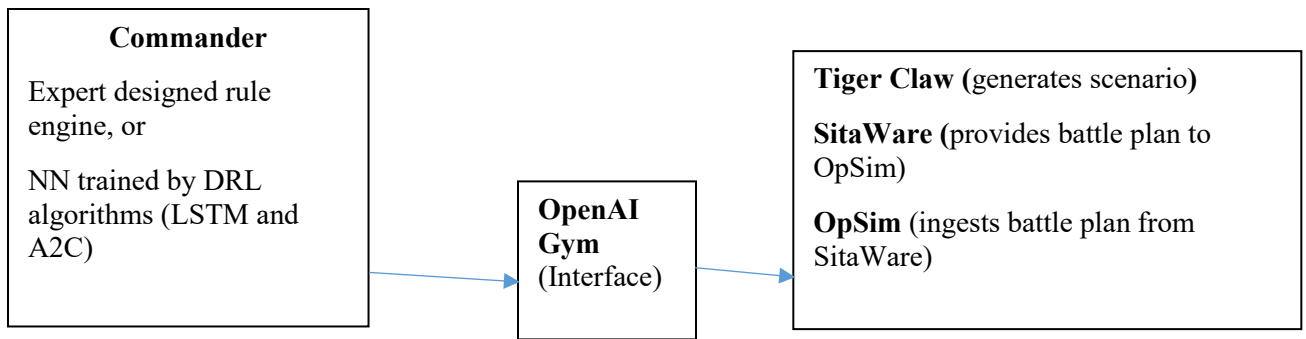 Commander
Expert designed rule
engine, or
NN trained by DRL
algorithms (LSTM and
A2C)
OpenAI
Gym
(Interface)
Tiger Claw (generates scenario)
SitaWare (provides battle plan to
OpSim)
OpSim (ingests battle plan from
SitaWare)